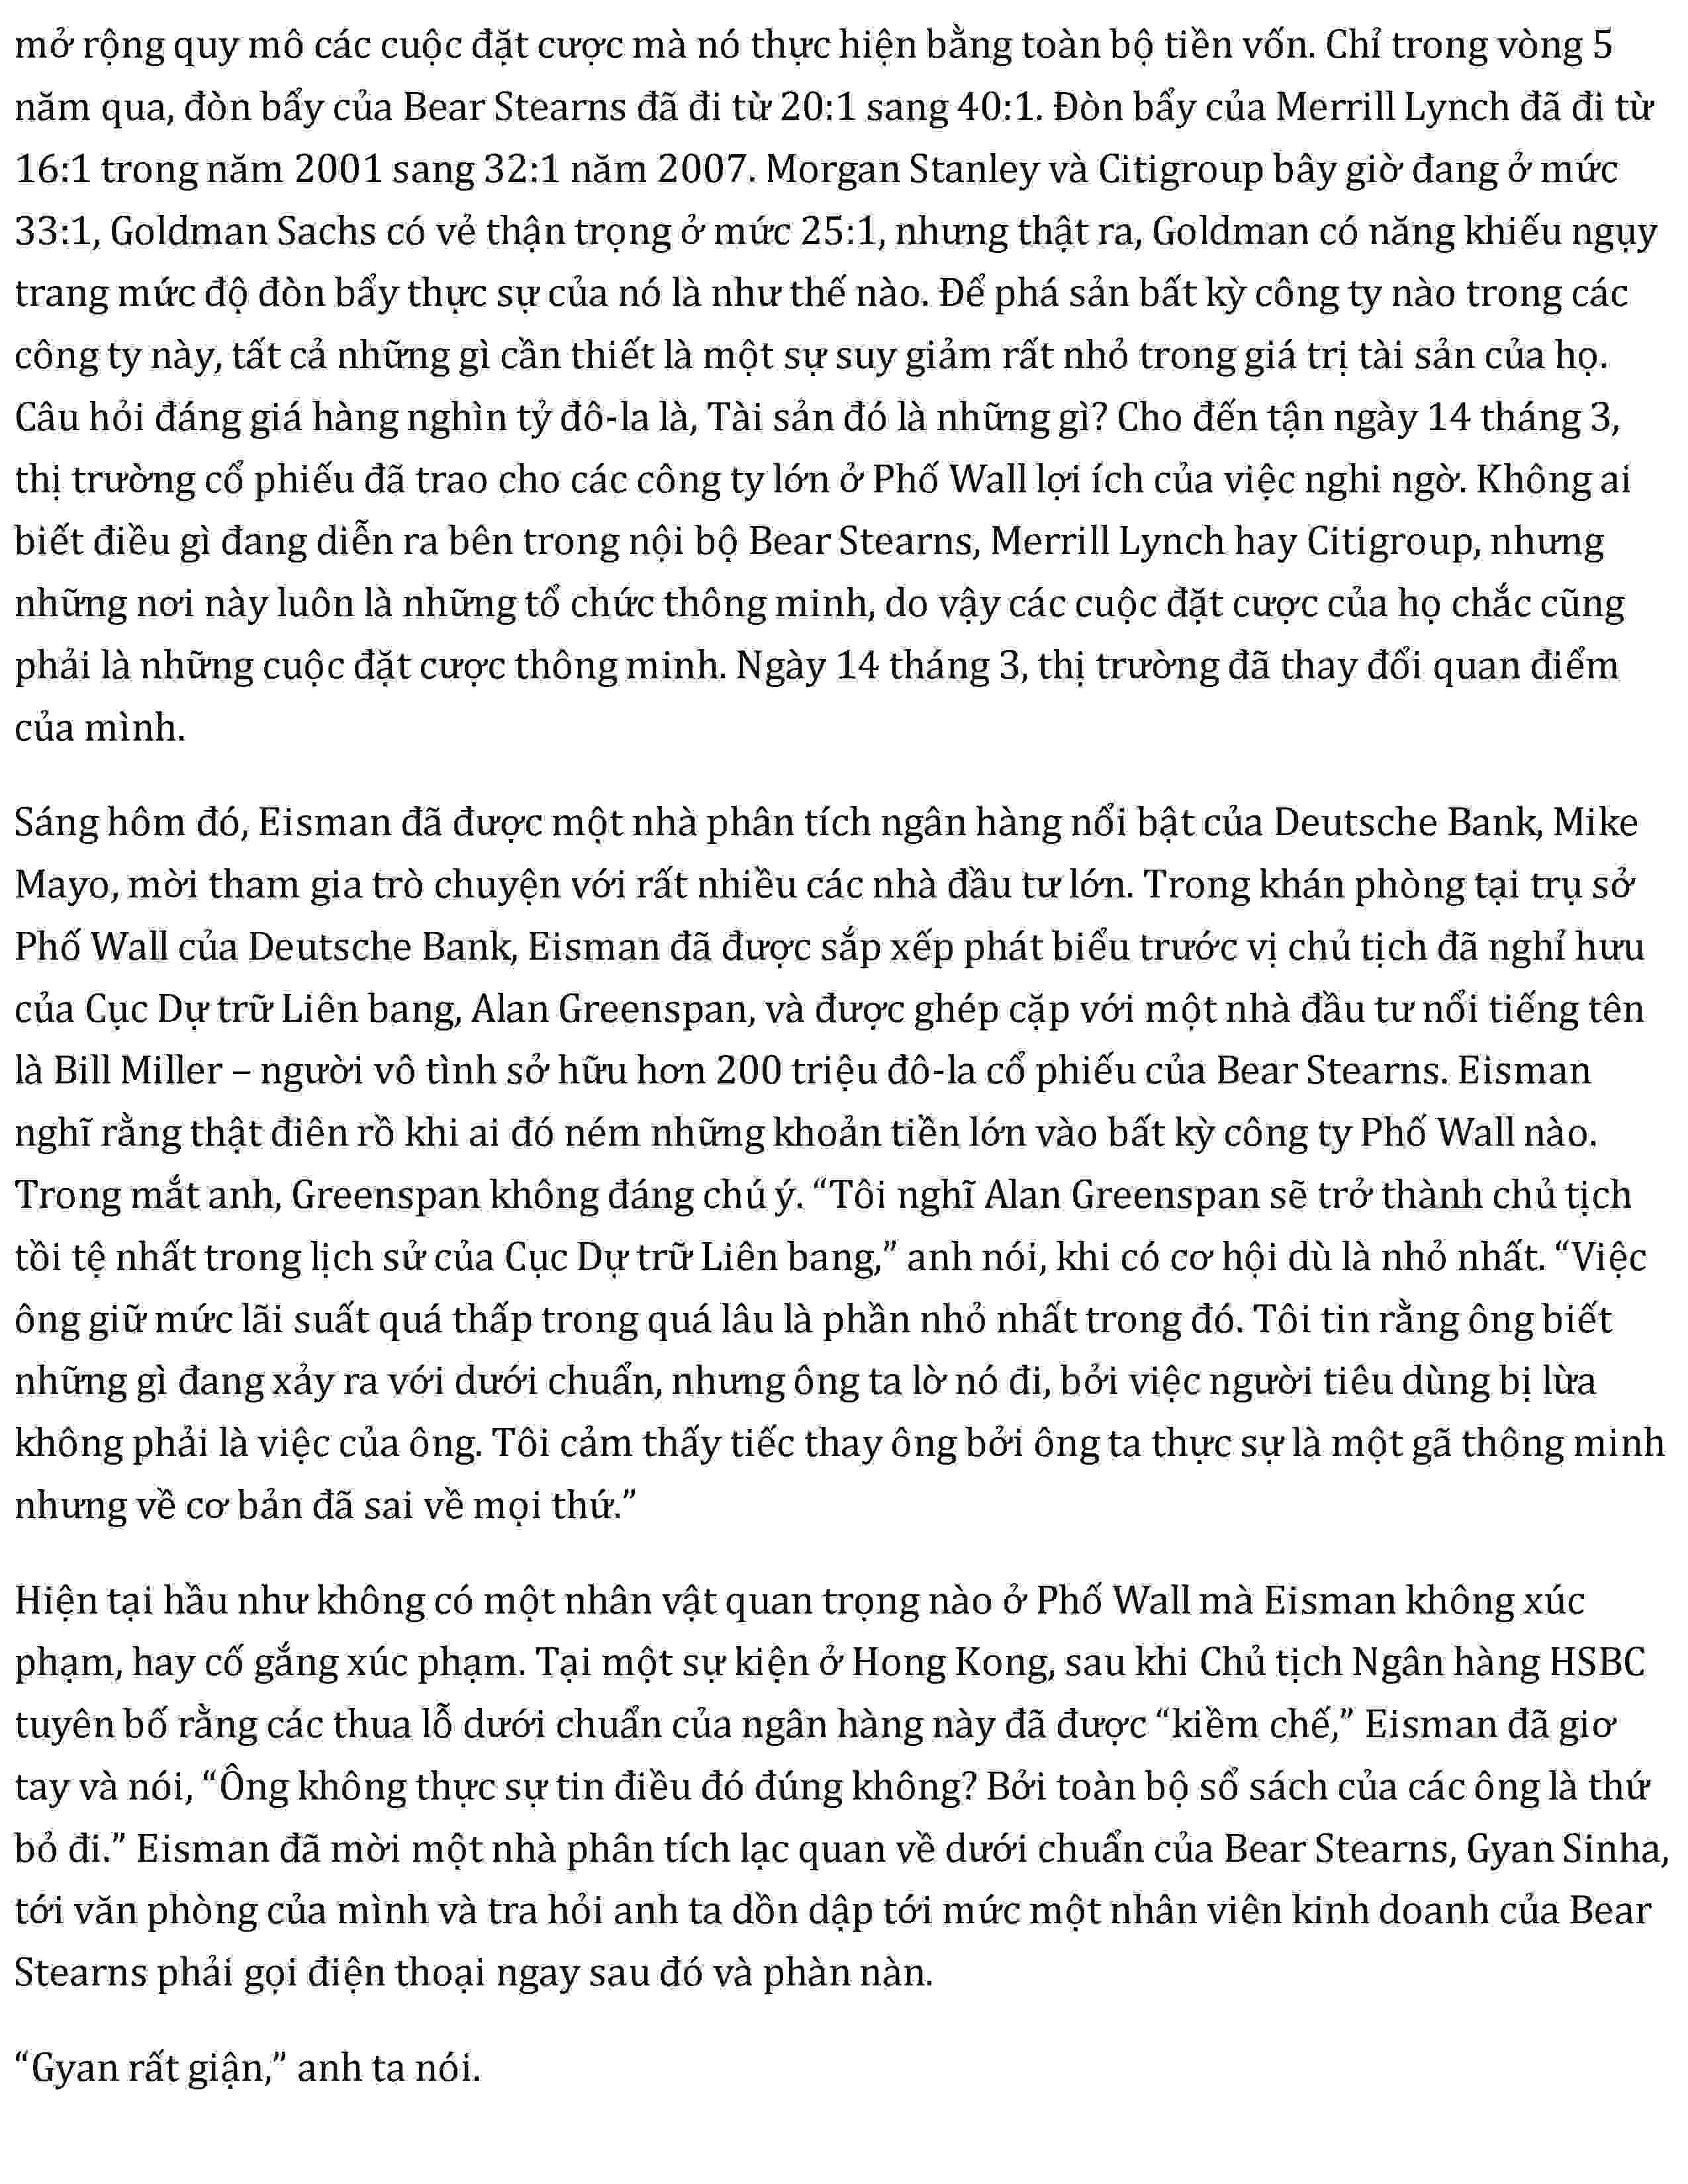 mở rộng quy mô các cuộc đặt cược mà nó thực hiện bằng toàn bộ tiền vốn. Chỉ trong vòng 5
năm qua, đòn bẩy của Bear Stearns đã đi từ 20:1 sang 40:1. Đòn bẩy của Merrill Lynch đã đi từ
16:1 trong năm 2001 sang 32:1 năm 2007. Morgan Stanley và Citigroup bây giờ đang ở mức
33:1, Goldman Sachs có vẻ thận trọng ở mức 25:1, nhưng thật ra, Goldman có năng khiếu ngụy
trang mức độ đòn bẩy thực sự của nó là như thế nào. Để phá sản bất kỳ công ty nào trong các
công ty này, tất cả những gì cần thiết là một sự suy giảm rất nhỏ trong giá trị tài sản của họ.
Câu hỏi đáng giá hàng nghìn tỷ đô-la là, Tài sản đó là những gì? Cho đến tận ngày 14 tháng 3,
thị trường cổ phiếu đã trao cho các công ty lớn ở Phố Wall lợi ích của việc nghi ngờ. Không ai
biết điều gì đang diễn ra bên trong nội bộ Bear Stearns, Merrill Lynch hay Citigroup, nhưng
những nơi này luôn là những tổ chức thông minh, do vậy các cuộc đặt cược của họ chắc cũng
phải là những cuộc đặt cược thông minh. Ngày 14 tháng 3, thị trường đã thay đổi quan điểm
của mình.
Sáng hôm đó, Eisman đã được một nhà phân tích ngân hàng nổi bật của Deutsche Bank, Mike
Mayo, mời tham gia trò chuyện với rất nhiều các nhà đầu tư lớn. Trong khán phòng tại trụ sở
Phố Wall của Deutsche Bank, Eisman đã được sắp xếp phát biểu trước vị chủ tịch đã nghỉ hưu
của Cục Dự trữ Liên bang, Alan Greenspan, và được ghép cặp với một nhà đầu tư nổi tiếng tên
là Bill Miller – người vô tình sở hữu hơn 200 triệu đô-la cổ phiếu của Bear Stearns. Eisman
nghĩ rằng thật điên rồ khi ai đó ném những khoản tiền lớn vào bất kỳ công ty Phố Wall nào.
Trong mắt anh, Greenspan không đáng chú ý. “Tôi nghĩ Alan Greenspan sẽ trở thành chủ tịch
tồi tệ nhất trong lịch sử của Cục Dự trữ Liên bang,” anh nói, khi có cơ hội dù là nhỏ nhất. “Việc
ông giữ mức lãi suất quá thấp trong quá lâu là phần nhỏ nhất trong đó. Tôi tin rằng ông biết
những gì đang xảy ra với dưới chuẩn, nhưng ông ta lờ nó đi, bởi việc người tiêu dùng bị lừa
không phải là việc của ông. Tôi cảm thấy tiếc thay ông bởi ông ta thực sự là một gã thông minh
nhưng về cơ bản đã sai về mọi thứ.”
Hiện tại hầu như không có một nhân vật quan trọng nào ở Phố Wall mà Eisman không xúc
phạm, hay cố gắng xúc phạm. Tại một sự kiện ở Hong Kong, sau khi Chủ tịch Ngân hàng HSBC
tuyên bố rằng các thua lỗ dưới chuẩn của ngân hàng này đã được “kiềm chế,” Eisman đã giơ
tay và nói, “Ông không thực sự tin điều đó đúng không? Bởi toàn bộ sổ sách của các ông là thứ
bỏ đi.” Eisman đã mời một nhà phân tích lạc quan về dưới chuẩn của Bear Stearns, Gyan Sinha,
tới văn phòng của mình và tra hỏi anh ta dồn dập tới mức một nhân viên kinh doanh của Bear
Stearns phải gọi điện thoại ngay sau đó và phàn nàn.
“Gyan rất giận,” anh ta nói.